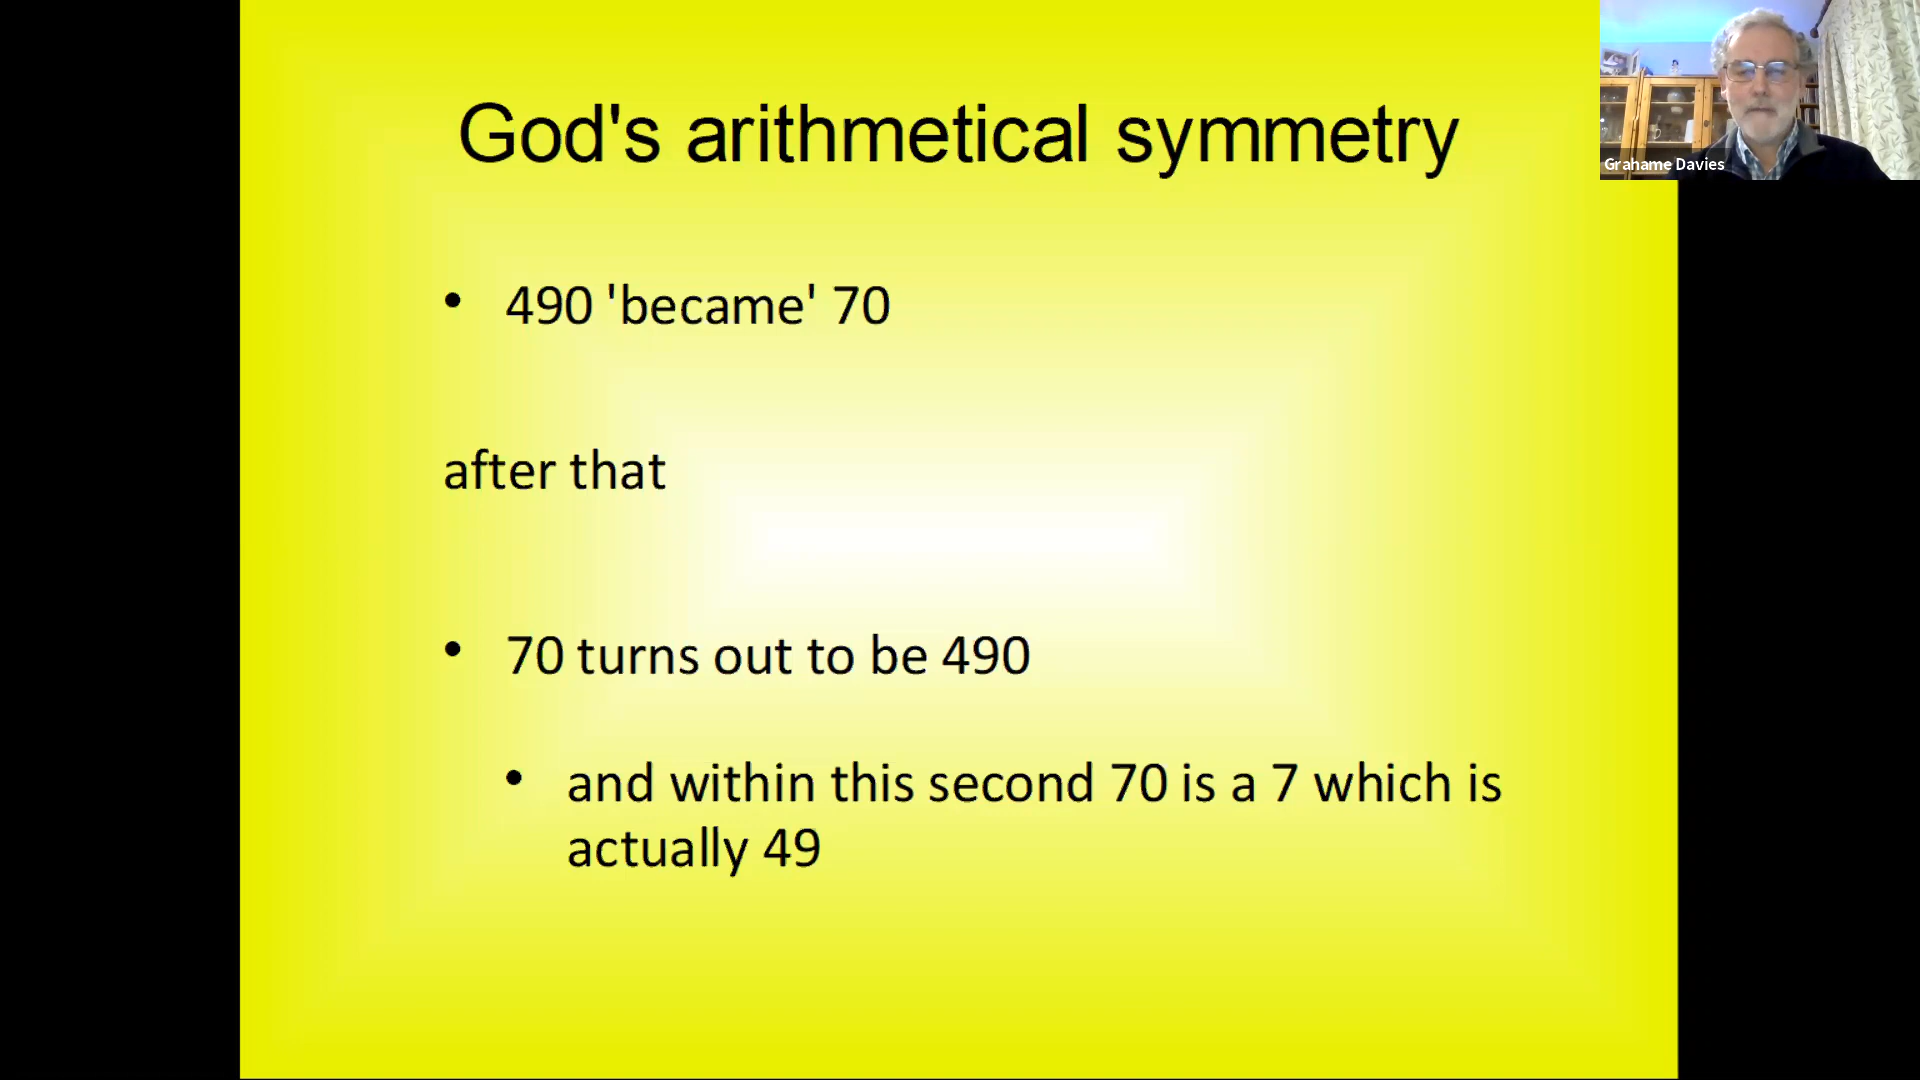 God's arithmetical symmetry
Grahame Davies
• 490 'became' 70
after that
• 70 turns out to be 490
• and within this second 70 is a 7 which is
actually 49